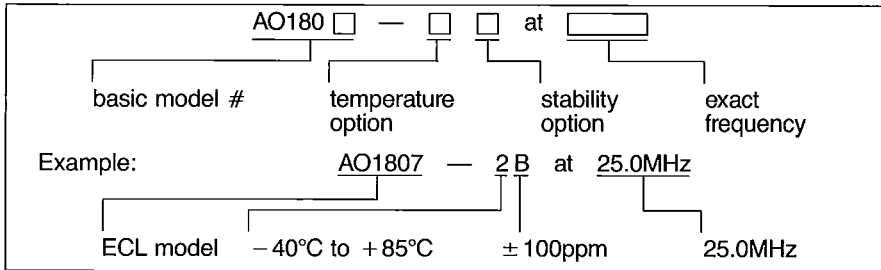 AO180 □ — □ □ at □
basic model # temperature option stability option exact frequency
Example: AO1807 — 2 B at 25.0MHz
ECL model −40°C to +85°C ±100ppm 25.0MHz